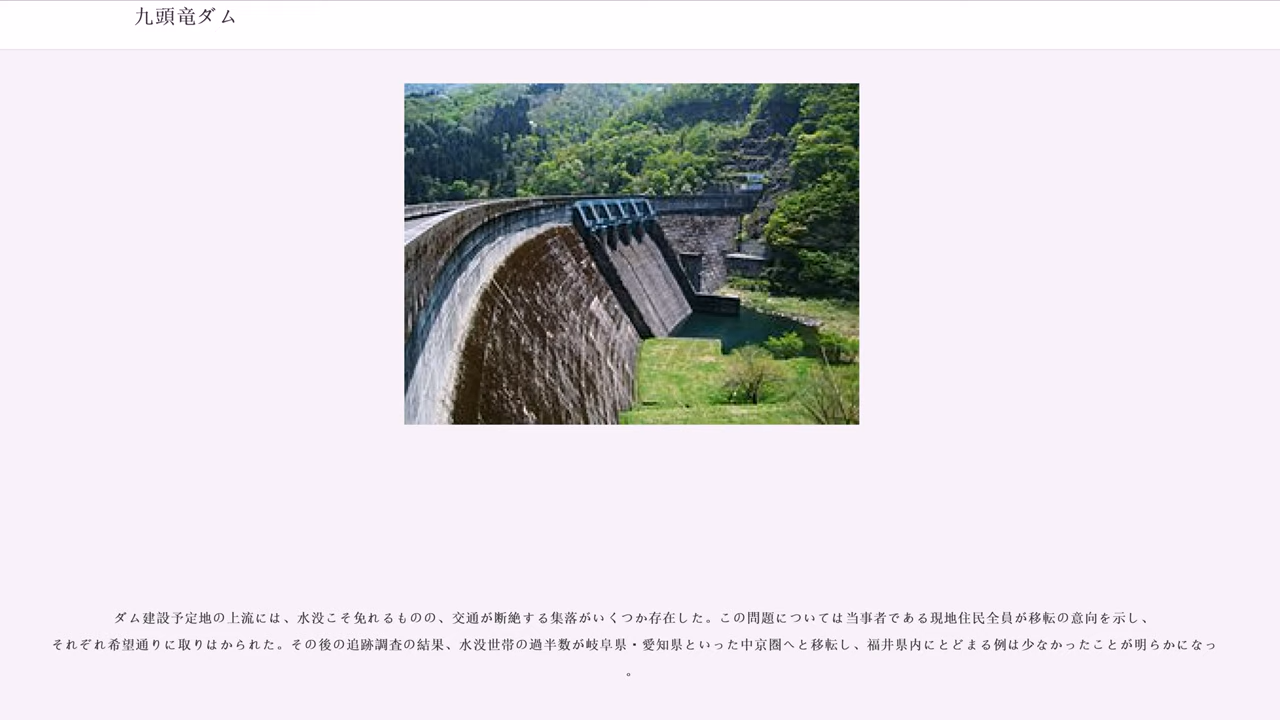 九頭竜ダム
ダム建設予定地の上流には、水没こそ免れるものの、交通が断絶する集落がいくつか存在した。この問題については当事者である現地住民全員が移転の意向を示し、
それぞれ希望通りに取りはかられた。その後の追跡調査の結果、水没世帯の過半数が岐阜県・愛知県といった中京圏へと移転し、福井県内にとどまる例は少なかったことが明らかになっ
。